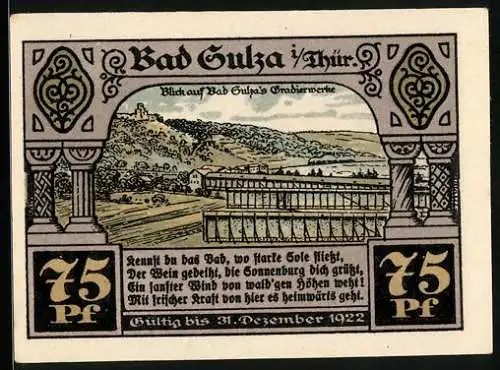 Bad Sulza i/Thür.
Blick auf Bad Sulza's Gradierwerke
Kennst du das Bad, wo starke Sole fließt,
Der Wein gedeiht, die Sonnenburg dich grüßt,
Ein sanfter Wind von wald'gen Höhen weht!
Mit frischer Kraft von hier es heimwärts geht.
75 Pf
75 Pf
Gültig bis 31. Dezember 1922